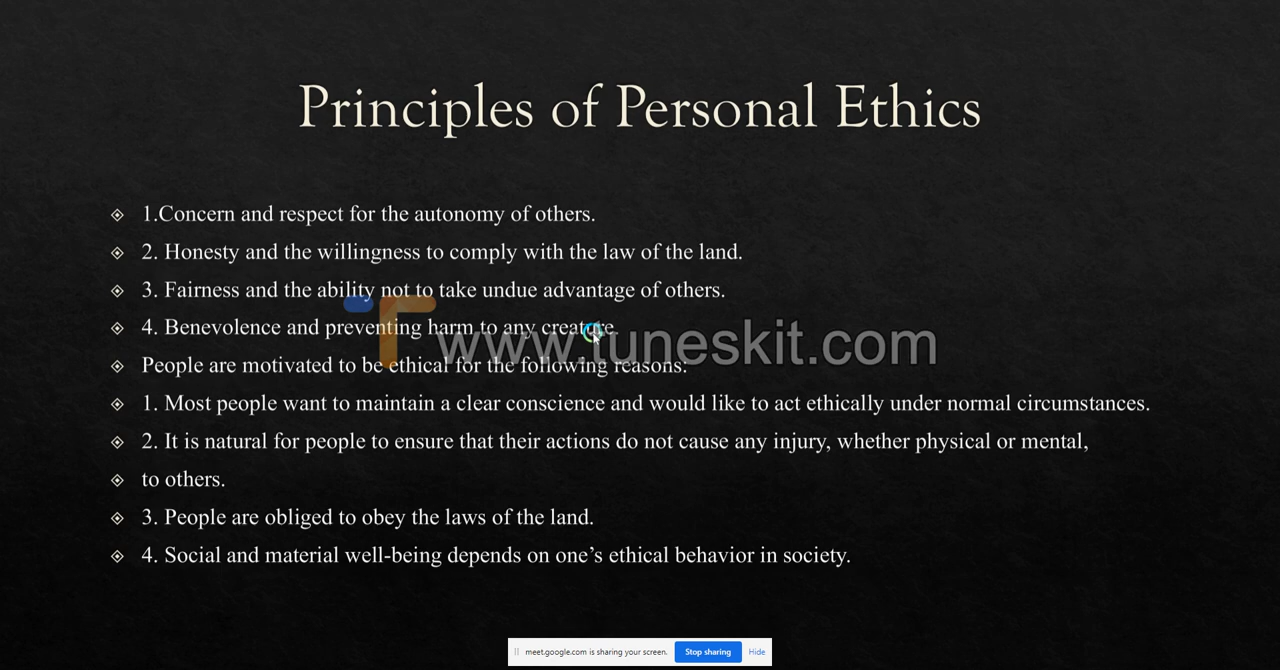 Principles of Personal Ethics
1.Concern and respect for the autonomy of others.
2. Honesty and the willingness to comply with the law of the land.
3. Fairness and the ability not to take undue advantage of others.
4. Benevolence and preventing harm to any creature
www.tuneskit.com
People are motivated to be ethical for the following reasons:
1. Most people want to maintain a clear conscience and would like to act ethically under normal circumstances.
2. It is natural for people to ensure that their actions do not cause any injury, whether physical or mental,
to others.
3. People are obliged to obey the laws of the land.
4. Social and material well-being depends on one’s ethical behavior in society.
meet.google.com is sharing your screen. Stop sharing Hide